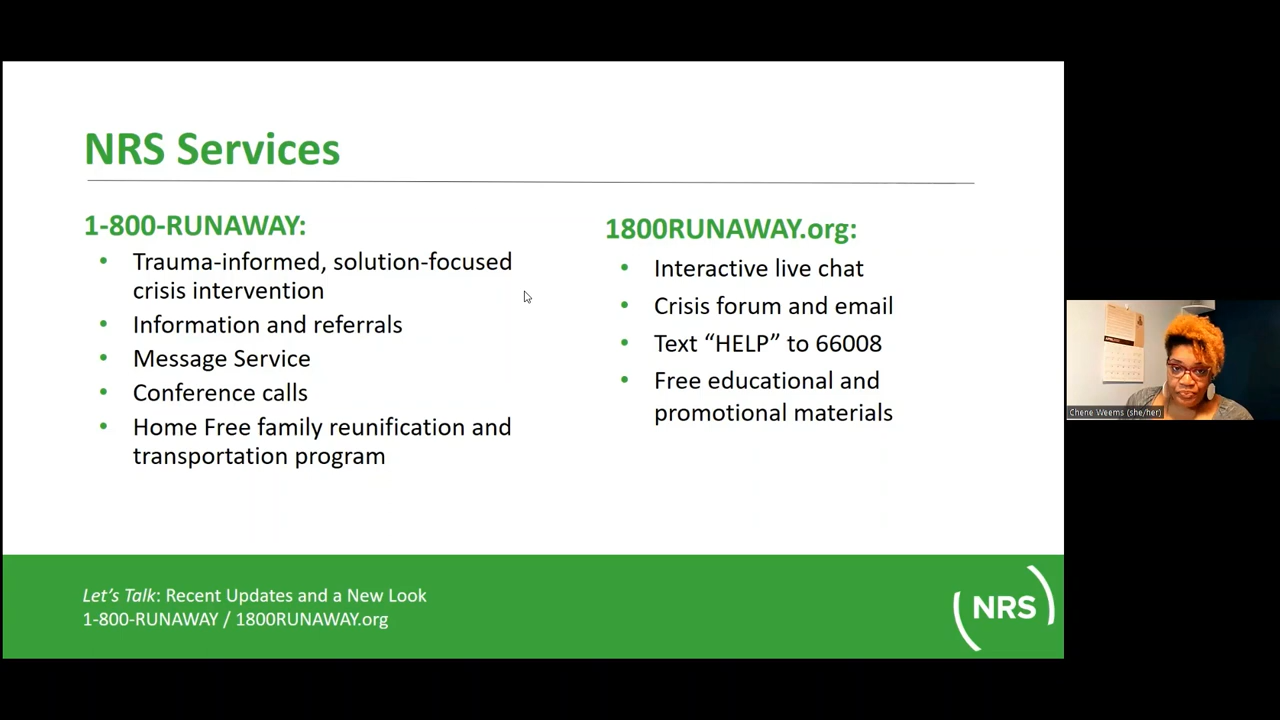 NRS Services
1-800-RUNAWAY:
• Trauma-informed, solution-focused
crisis intervention
• Information and referrals
• Message Service
• Conference calls
• Home Free family reunification and
transportation program
1800RUNAWAY.org:
• Interactive live chat
• Crisis forum and email
• Text “HELP” to 66008
• Free educational and
promotional materials
Let’s Talk: Recent Updates and a New Look
1-800-RUNAWAY / 1800RUNAWAY.org
NRS
Chene Weems (she/her)